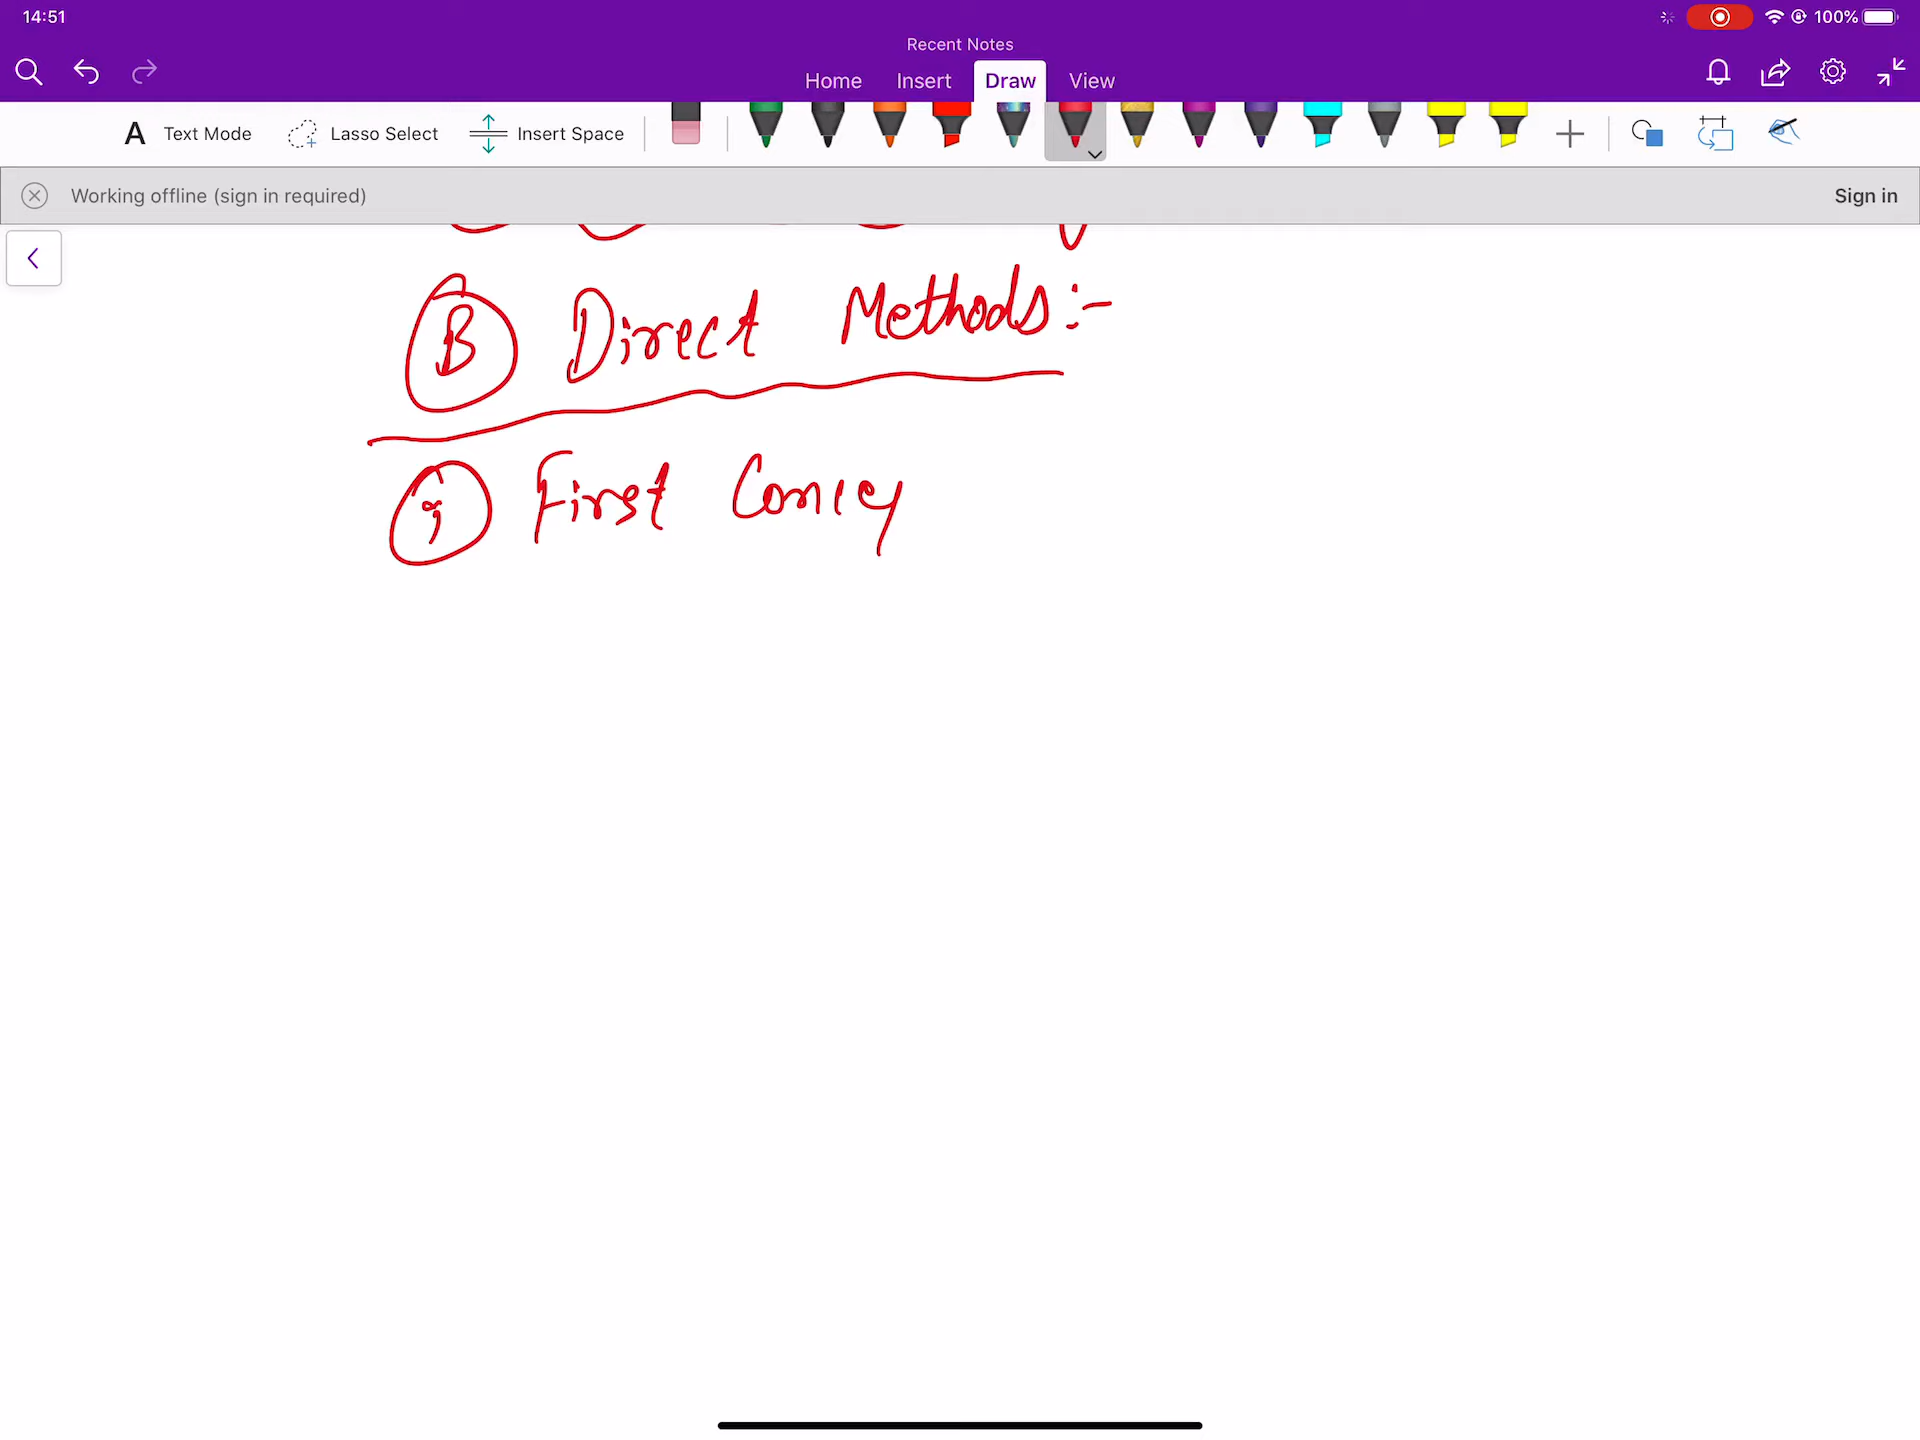 14:51
100%
Recent Notes
Home Insert Draw View
A Text Mode Lasso Select Insert Space
Working offline (sign in required) Sign in
B Direct Methods:-
i First